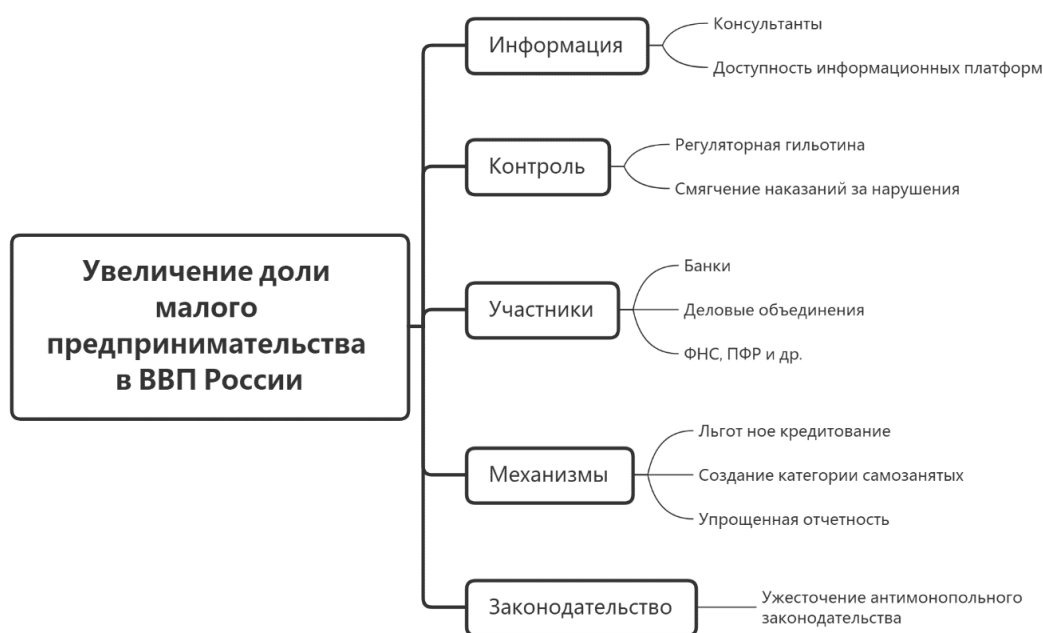 Увеличение доли
малого
предпринимательства
в ВВП России
Информация
Консультанты
Доступность информационных платформ
Контроль
Регуляторная гильотина
Смягчение наказаний за нарушения
Участники
Банки
Деловые объединения
ФНС, ПФР и др.
Механизмы
Льгот ное кредитование
Создание категории самозанятых
Упрощенная отчетность
Законодательство
Ужесточение антимонопольного
законодательства